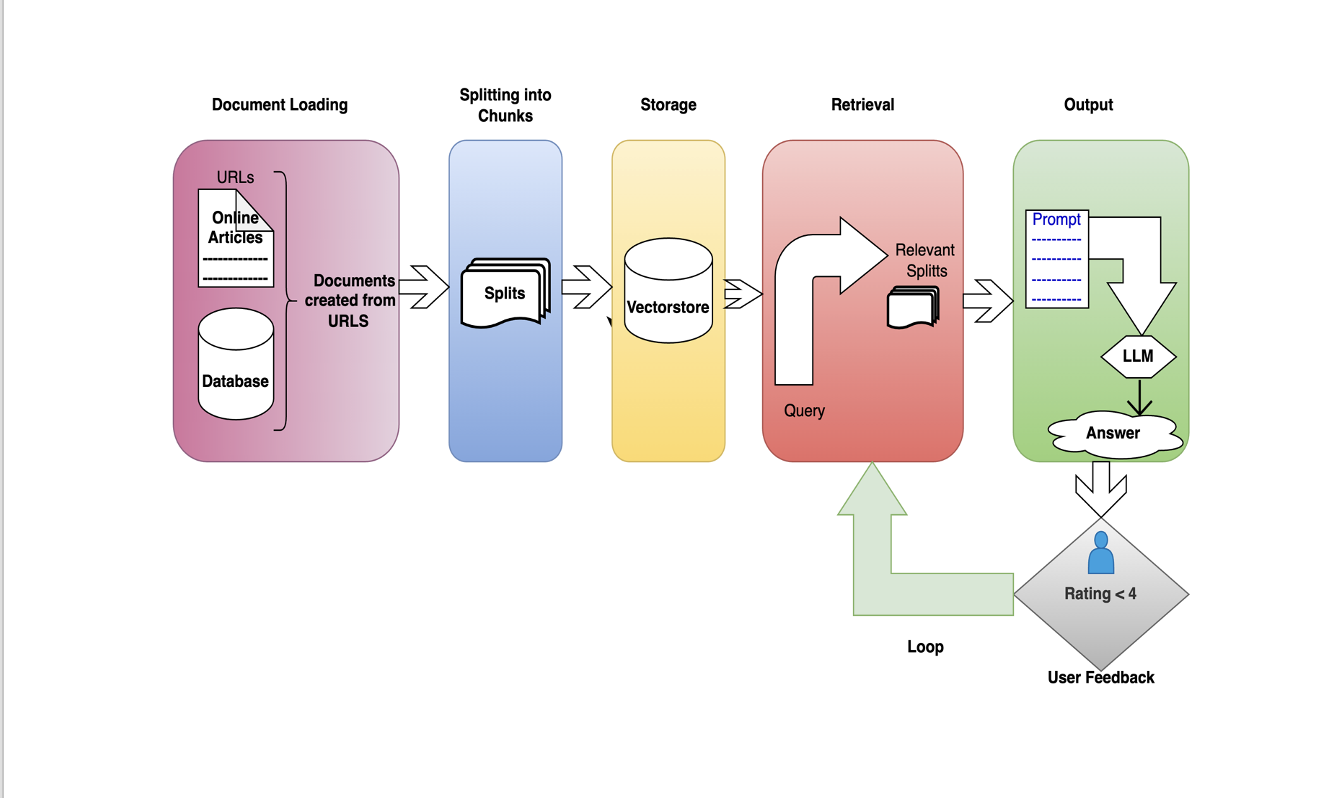 Document Loading
Splitting into
Chunks
Storage
Retrieval
Output
URLs
Online
Articles
Database
Documents
created from
URLS
Splits
Vectorstore
Relevant
Splitts
Query
Prompt
LLM
Answer
Rating < 4
User Feedback
Loop